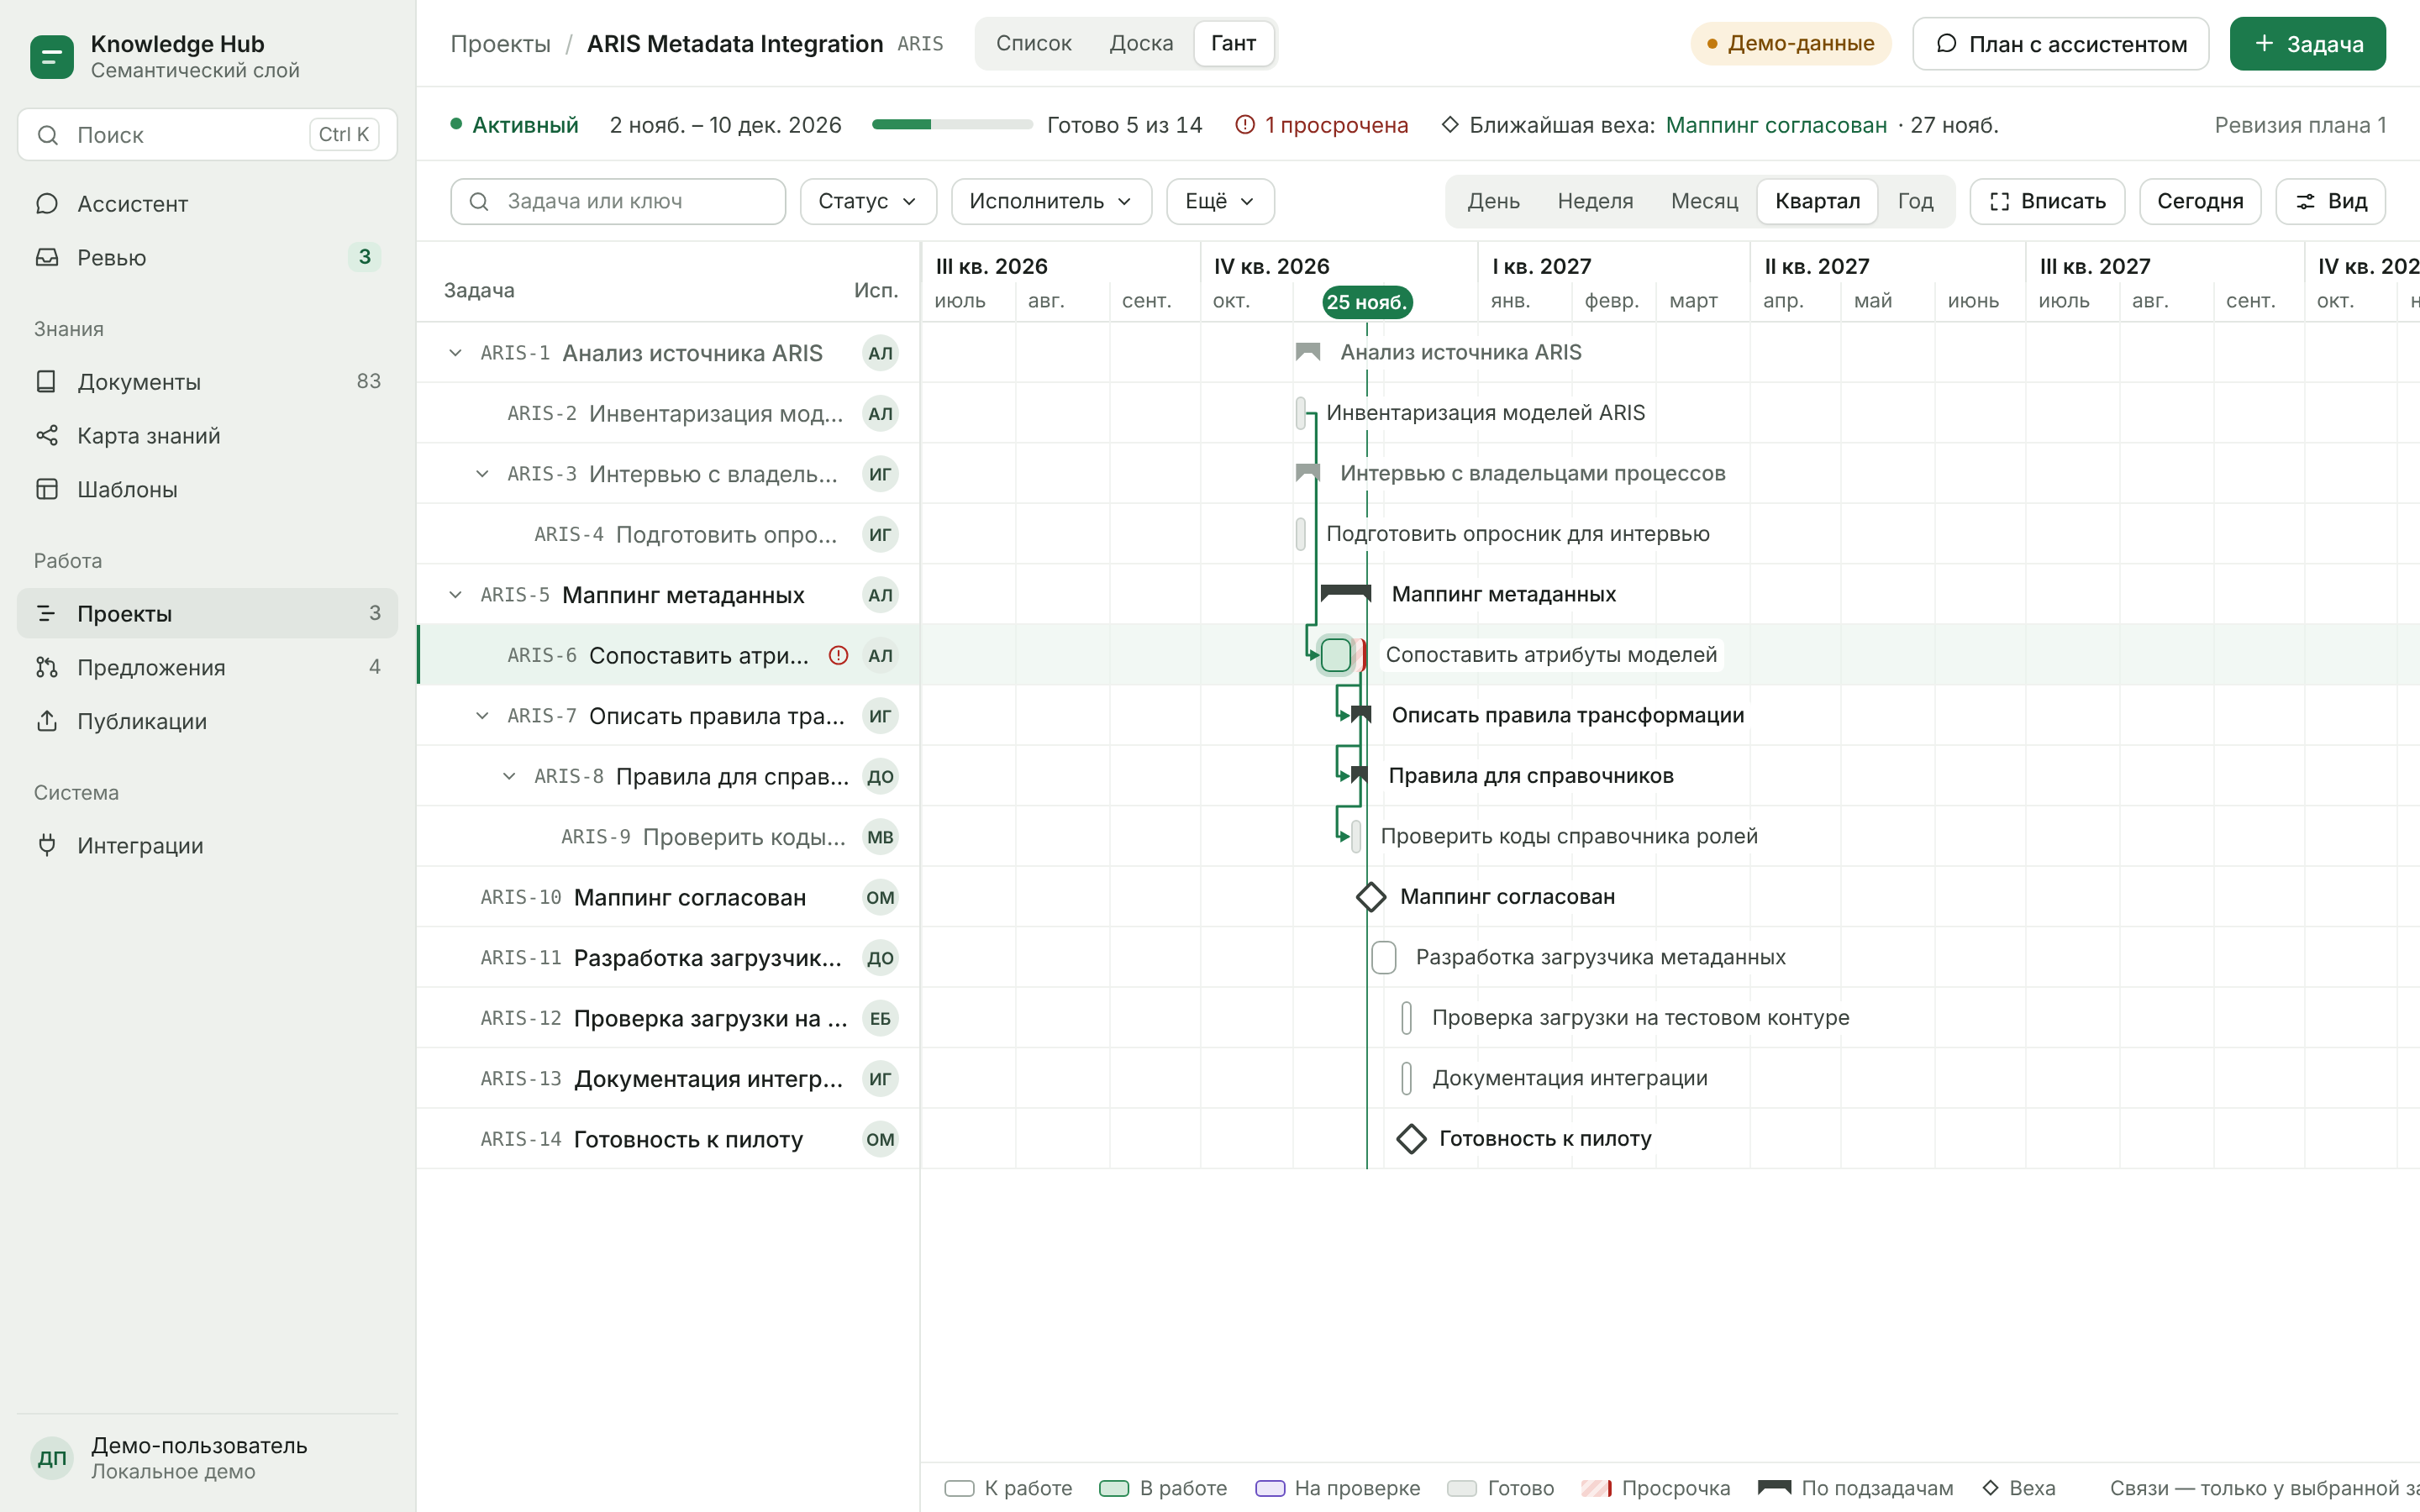 Knowledge Hub
Семантический слой
Поиск Ctrl K
Ассистент
Ревью 3
Знания
Документы 83
Карта знаний
Шаблоны
Работа
Проекты 3
Предложения 4
Публикации
Система
Интеграции
ДП Демо-пользователь
Локальное демо
Проекты / ARIS Metadata Integration ARIS Список Доска Гант Демо-данные План с ассистентом + Задача
Активный 2 нояб. – 10 дек. 2026 Готово 5 из 14 1 просрочена Ближайшая веха: Маппинг согласован · 27 нояб. Ревизия плана 1
Задача или ключ Статус Исполнитель Ещё День Неделя Месяц Квартал Год Вписать Сегодня Вид
Задача Исп.
III кв. 2026 IV кв. 2026 I кв. 2027 II кв. 2027 III кв. 2027 IV кв. 202
июль авг. сент. окт. 25 нояб. янв. февр. март апр. май июнь июль авг. сент. окт. н
ARIS-1 Анализ источника ARIS АЛ Анализ источника ARIS
ARIS-2 Инвентаризация мод... АЛ Инвентаризация моделей ARIS
ARIS-3 Интервью с владель... ИГ Интервью с владельцами процессов
ARIS-4 Подготовить опро... ИГ Подготовить опросник для интервью
ARIS-5 Маппинг метаданных АЛ Маппинг метаданных
ARIS-6 Сопоставить атри... АЛ Сопоставить атрибуты моделей
ARIS-7 Описать правила тра... ИГ Описать правила трансформации
ARIS-8 Правила для справ... ДО Правила для справочников
ARIS-9 Проверить коды... МВ Проверить коды справочника ролей
ARIS-10 Маппинг согласован ОМ Маппинг согласован
ARIS-11 Разработка загрузчик... ДО Разработка загрузчика метаданных
ARIS-12 Проверка загрузки на ... ЕБ Проверка загрузки на тестовом контуре
ARIS-13 Документация интегр... ИГ Документация интеграции
ARIS-14 Готовность к пилоту ОМ Готовность к пилоту
К работе В работе На проверке Готово Просрочка По подзадачам Веха Связи — только у выбранной за